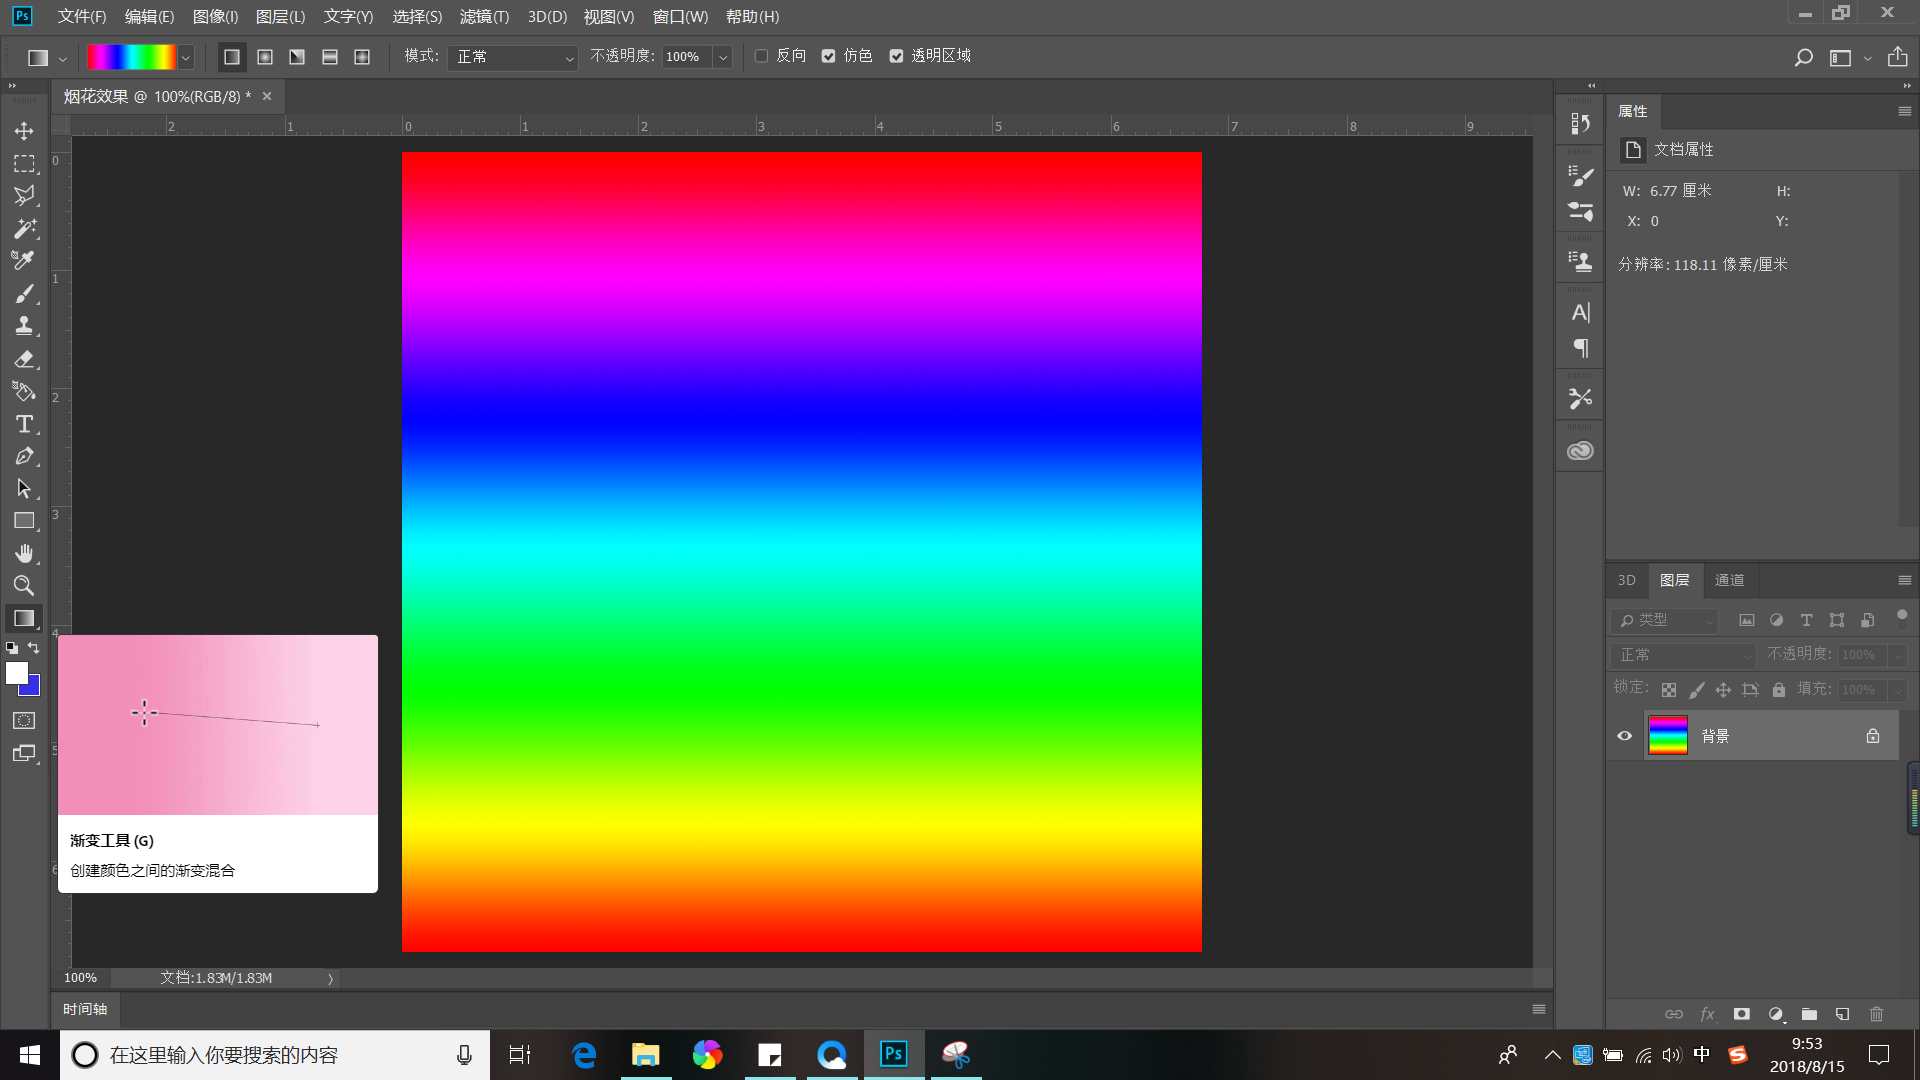 Ps 文件(F) 编辑(E) 图像(I) 图层(L) 文字(Y) 选择(S) 滤镜(T) 3D(D) 视图(V) 窗口(W) 帮助(H)
模式: 正常 不透明度: 100% 反向 仿色 透明区域
烟花效果 @ 100%(RGB/8) * ×
2 1 0 1 2 3 4 5 6 7 8 9
0
1
2
3
4
5
6
属性
文档属性
W: 6.77 厘米 H:
X: 0 Y:
分辨率: 118.11 像素/厘米
3D 图层 通道
类型
正常 不透明度: 100%
锁定: 填充: 100%
背景
fx
渐变工具 (G)
创建颜色之间的渐变混合
100% 文档:1.83M/1.83M
时间轴
在这里输入你要搜索的内容
Ps
中
9:53
2018/8/15